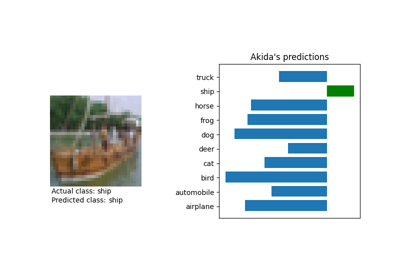 Akida's predictions
truck
ship
horse
frog
dog
deer
cat
bird
automobile
airplane
Actual class: ship
Predicted class: ship